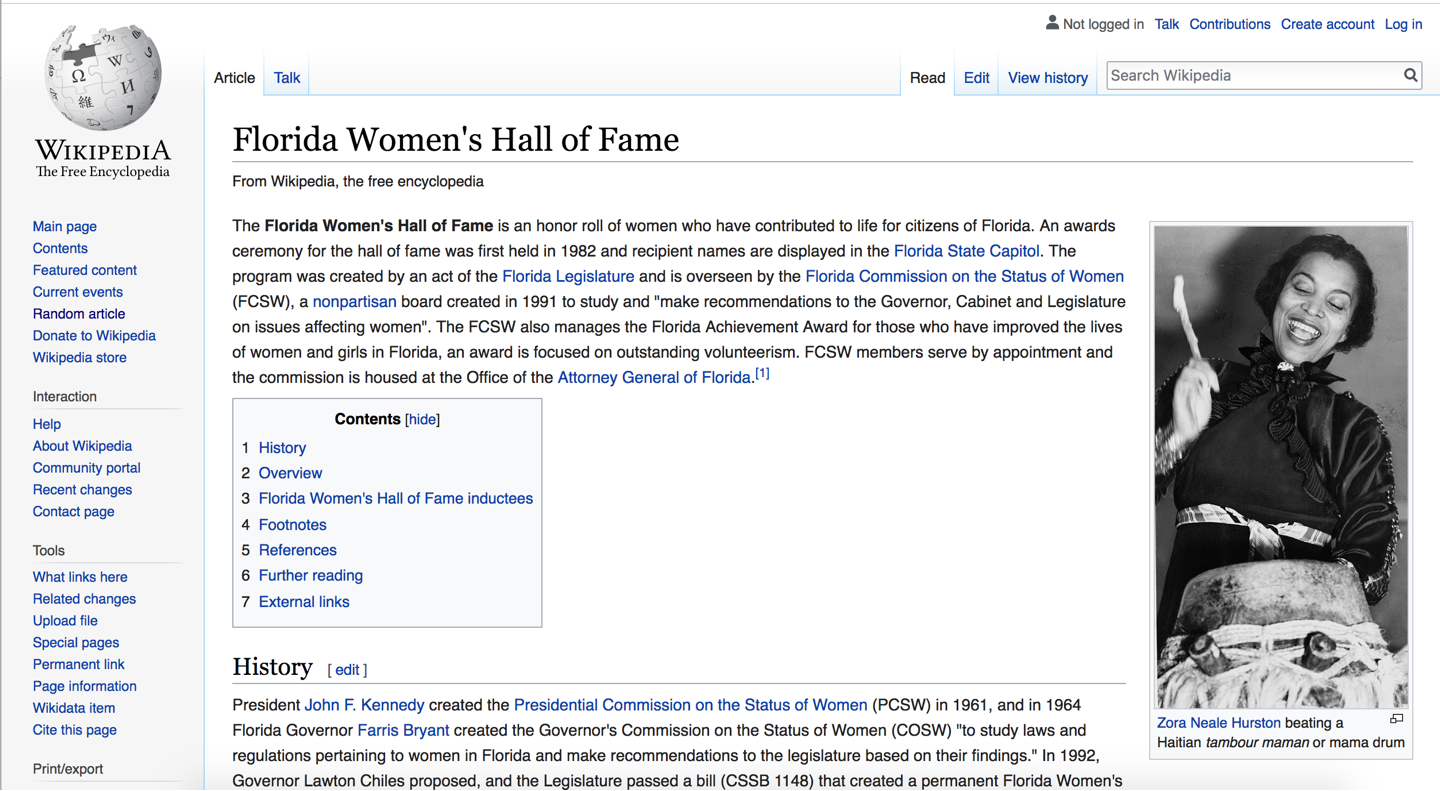 Not logged in Talk Contributions Create account Log in
Article Talk Read Edit View history Search Wikipedia
Ω W И 維 7
WIKIPEDIA
The Free Encyclopedia
Main page
Contents
Featured content
Current events
Random article
Donate to Wikipedia
Wikipedia store
Interaction
Help
About Wikipedia
Community portal
Recent changes
Contact page
Tools
What links here
Related changes
Upload file
Special pages
Permanent link
Page information
Wikidata item
Cite this page
Print/export
Florida Women's Hall of Fame
From Wikipedia, the free encyclopedia
The Florida Women's Hall of Fame is an honor roll of women who have contributed to life for citizens of Florida. An awards
ceremony for the hall of fame was first held in 1982 and recipient names are displayed in the Florida State Capitol. The
program was created by an act of the Florida Legislature and is overseen by the Florida Commission on the Status of Women
(FCSW), a nonpartisan board created in 1991 to study and "make recommendations to the Governor, Cabinet and Legislature
on issues affecting women". The FCSW also manages the Florida Achievement Award for those who have improved the lives
of women and girls in Florida, an award is focused on outstanding volunteerism. FCSW members serve by appointment and
the commission is housed at the Office of the Attorney General of Florida.[1]
Contents [hide]
1 History
2 Overview
3 Florida Women's Hall of Fame inductees
4 Footnotes
5 References
6 Further reading
7 External links
History [ edit ]
President John F. Kennedy created the Presidential Commission on the Status of Women (PCSW) in 1961, and in 1964
Florida Governor Farris Bryant created the Governor's Commission on the Status of Women (COSW) "to study laws and
regulations pertaining to women in Florida and make recommendations to the legislature based on their findings." In 1992,
Governor Lawton Chiles proposed, and the Legislature passed a bill (CSSB 1148) that created a permanent Florida Women's
Zora Neale Hurston beating a
Haitian tambour maman or mama drum